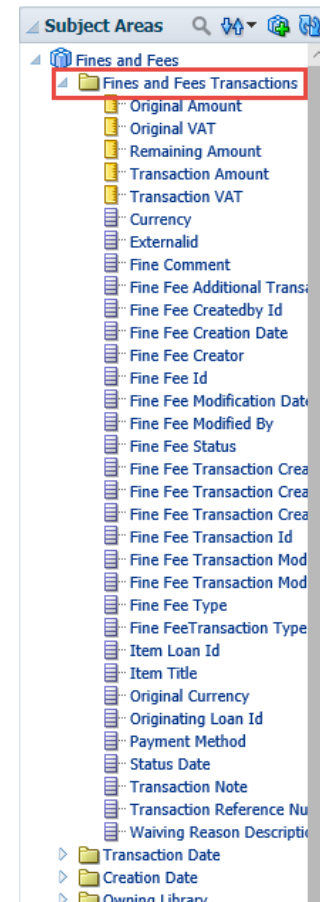 Subject Areas
Fines and Fees
Fines and Fees Transactions
Original Amount
Original VAT
Remaining Amount
Transaction Amount
Transaction VAT
Currency
Externalid
Fine Comment
Fine Fee Additional Transa
Fine Fee Createdby Id
Fine Fee Creation Date
Fine Fee Creator
Fine Fee Id
Fine Fee Modification Date
Fine Fee Modified By
Fine Fee Status
Fine Fee Transaction Crea
Fine Fee Transaction Crea
Fine Fee Transaction Crea
Fine Fee Transaction Id
Fine Fee Transaction Mod
Fine Fee Transaction Mod
Fine Fee Type
Fine FeeTransaction Type
Item Loan Id
Item Title
Original Currency
Originating Loan Id
Payment Method
Status Date
Transaction Note
Transaction Reference Nu
Waiving Reason Descriptio
Transaction Date
Creation Date
Owning Library